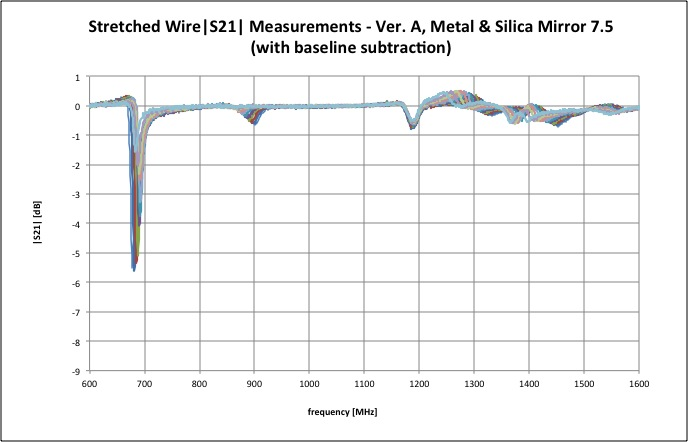 Stretched Wire|S21| Measurements - Ver. A, Metal & Silica Mirror 7.5
(with baseline subtraction)
1
0
-1
-2
-3
-4
-5
-6
-7
-8
-9
|S21| [dB]
600 700 800 900 1000 1100 1200 1300 1400 1500 1600
frequency [MHz]